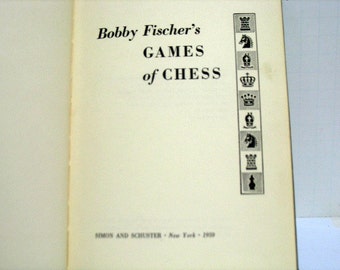 Bobby Fischer's
GAMES
of CHESS
SIMON AND SCHUSTER · New York · 1959